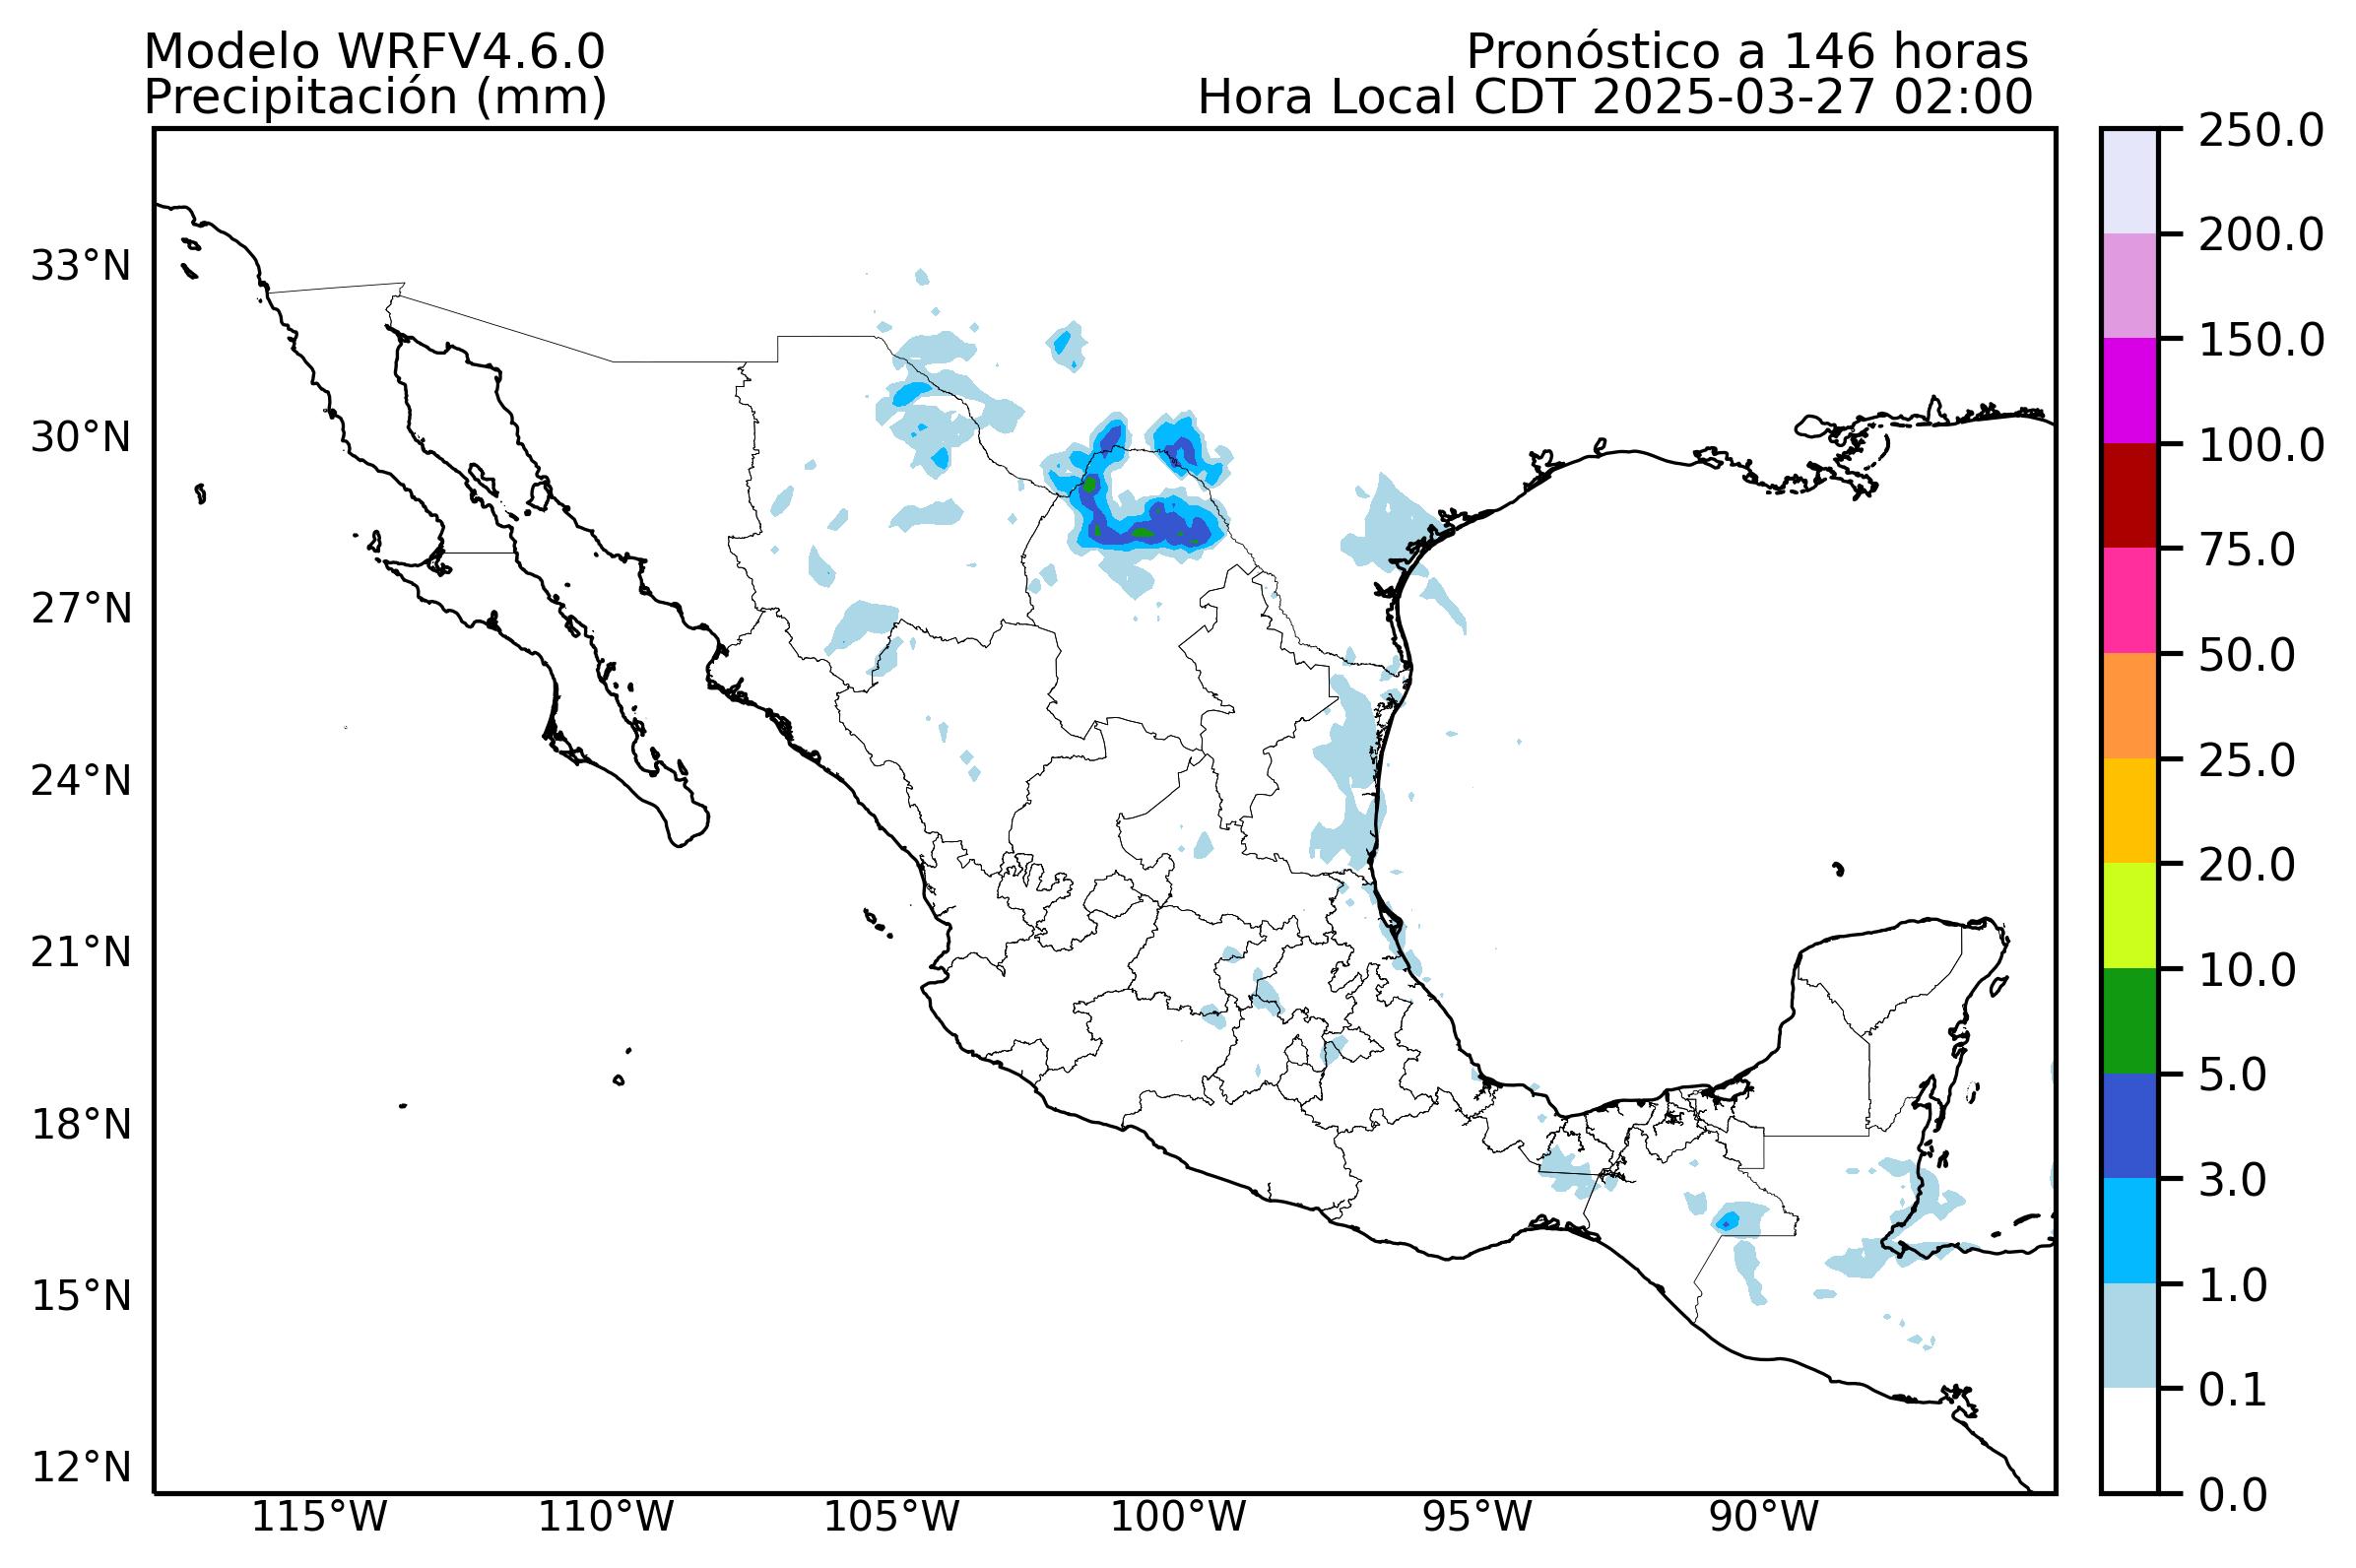 Modelo WRFV4.6.0
Pronóstico a 146 horas
Precipitación (mm)
Hora Local CDT 2025-03-27 02:00
33°N
30°N
27°N
24°N
21°N
18°N
15°N
12°N
115°W
110°W
105°W
100°W
95°W
90°W
250.0
200.0
150.0
100.0
75.0
50.0
25.0
20.0
10.0
5.0
3.0
1.0
0.1
0.0